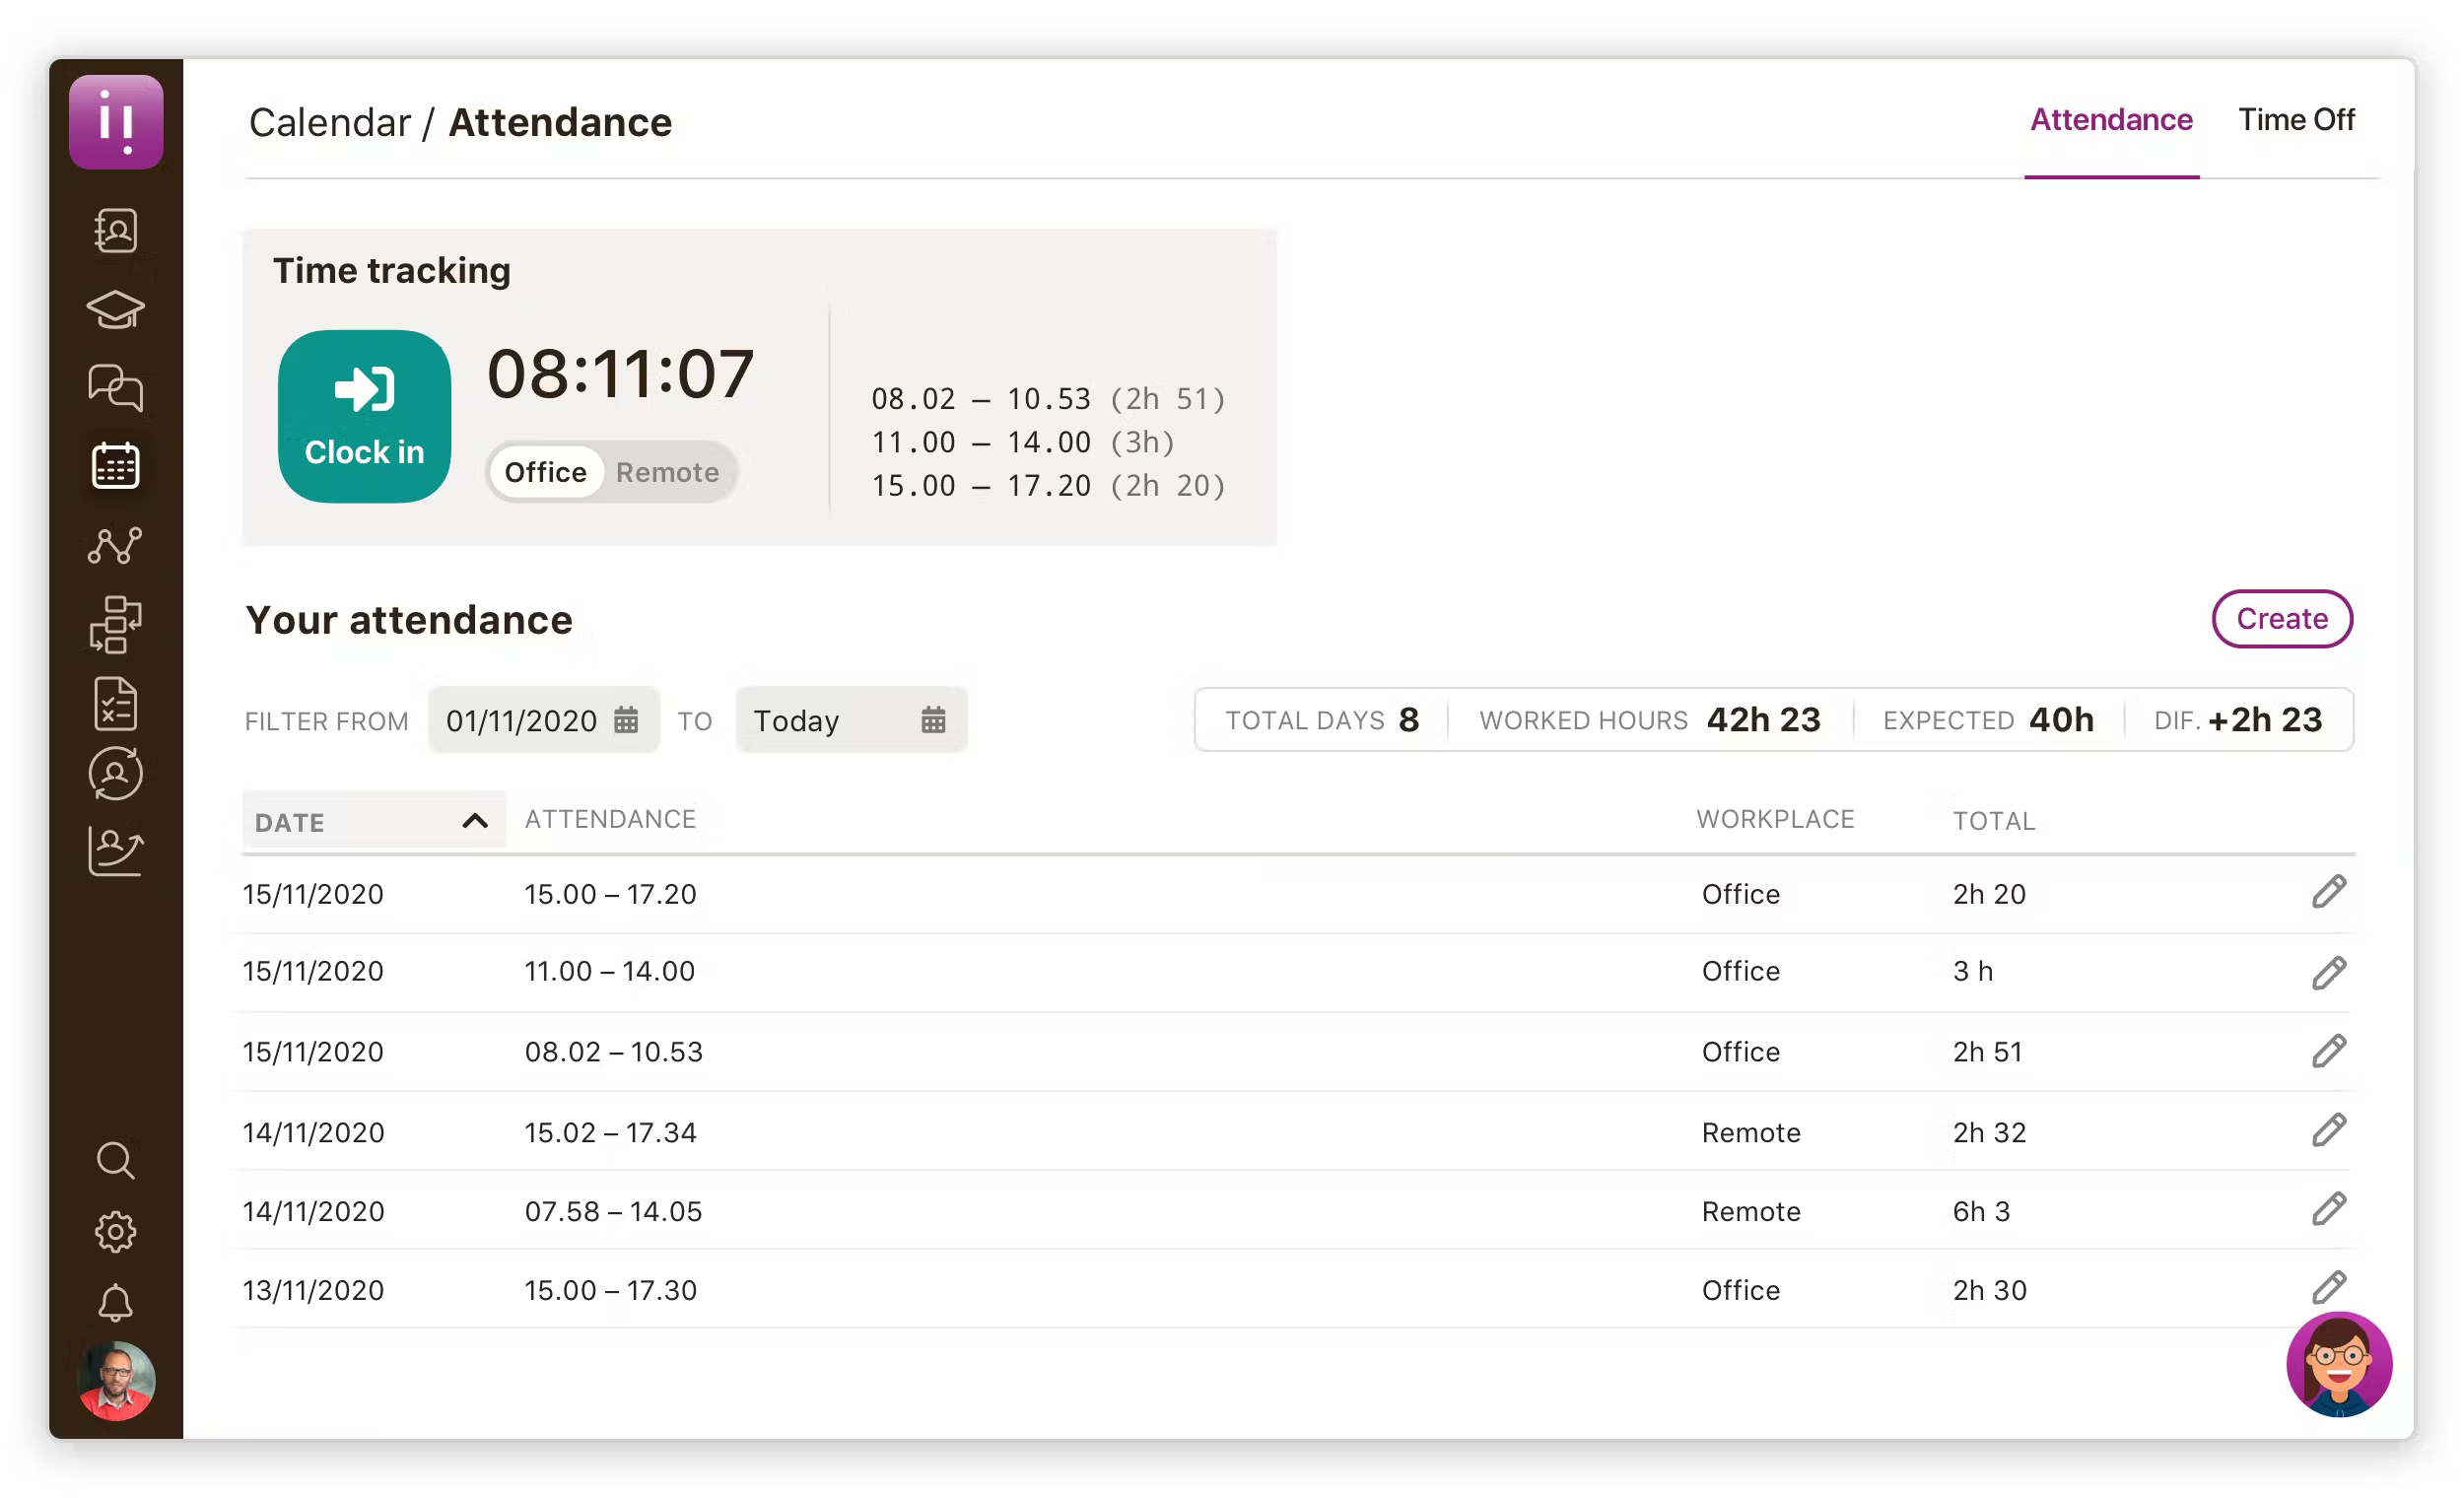 Calendar / Attendance
Attendance Time Off
Time tracking
Clock in
08:11:07
Office Remote
08.02 – 10.53 (2h 51)
11.00 – 14.00 (3h)
15.00 – 17.20 (2h 20)
Your attendance
Create
FILTER FROM 01/11/2020 TO Today
TOTAL DAYS 8 WORKED HOURS 42h 23 EXPECTED 40h DIF. +2h 23
DATE ATTENDANCE WORKPLACE TOTAL
15/11/2020 15.00 – 17.20 Office 2h 20
15/11/2020 11.00 – 14.00 Office 3 h
15/11/2020 08.02 – 10.53 Office 2h 51
14/11/2020 15.02 – 17.34 Remote 2h 32
14/11/2020 07.58 – 14.05 Remote 6h 3
13/11/2020 15.00 – 17.30 Office 2h 30